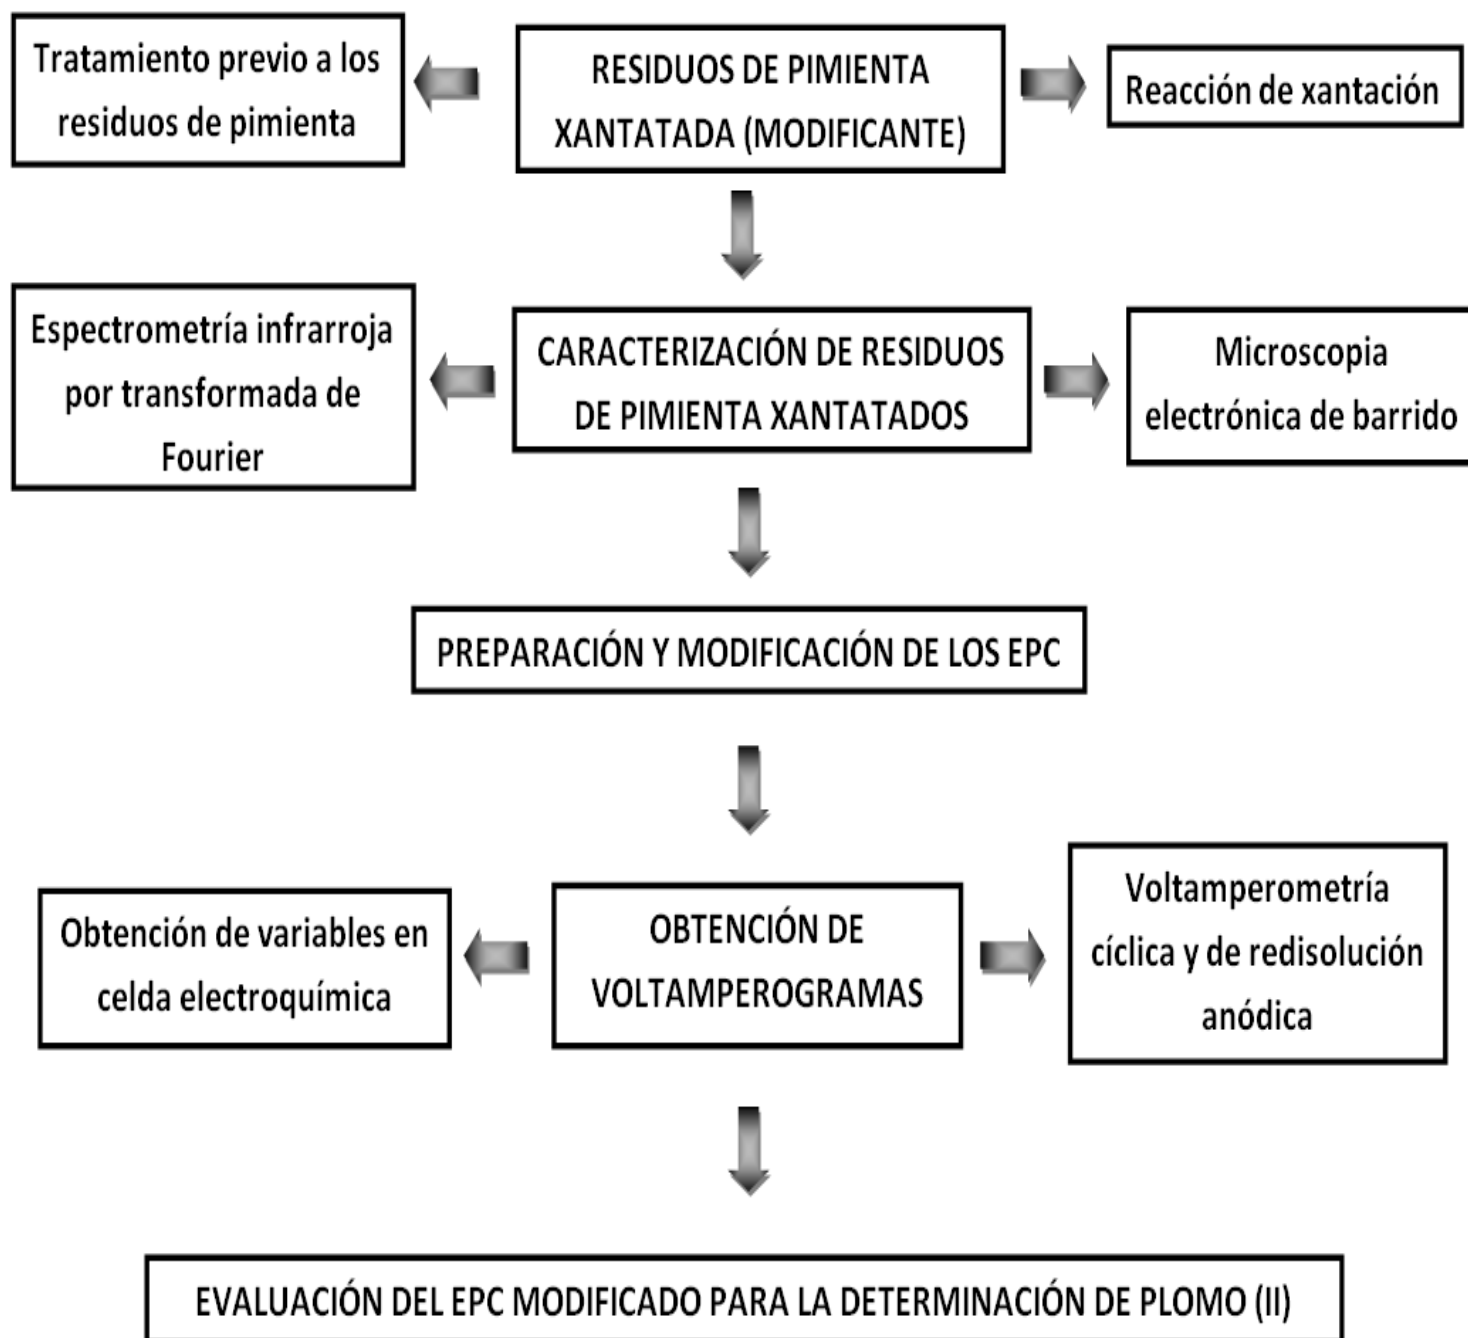 Tratamiento previo a los
residuos de pimienta
RESIDUOS DE PIMIENTA
XANTATADA (MODIFICANTE)
Reacción de xantación
Espectrometría infrarroja
por transformada de
Fourier
CARACTERIZACIÓN DE RESIDUOS
DE PIMIENTA XANTATADOS
Microscopia
electrónica de barrido
PREPARACIÓN Y MODIFICACIÓN DE LOS EPC
Obtención de variables en
celda electroquímica
OBTENCIÓN DE
VOLTAMPEROGRAMAS
Voltamperometría
cíclica y de redisolución
anódica
EVALUACIÓN DEL EPC MODIFICADO PARA LA DETERMINACIÓN DE PLOMO (II)